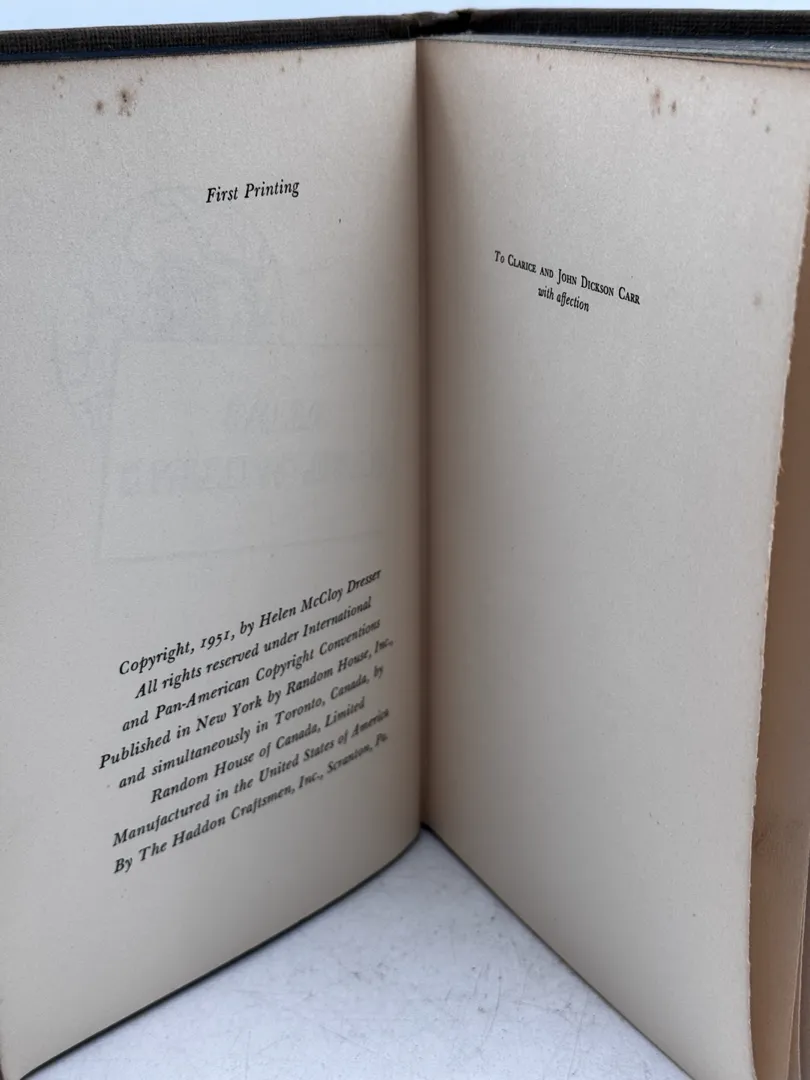 First Printing
Copyright, 1951, by Helen McCloy Dresser
All rights reserved under International
and Pan-American Copyright Conventions
Published in New York by Random House, Inc.,
and simultaneously in Toronto, Canada, by
Random House of Canada, Limited
Manufactured in the United States of America
By The Haddon Craftsmen, Inc., Scranton, Pa.
To Clarice and John Dickson Carr
with affection